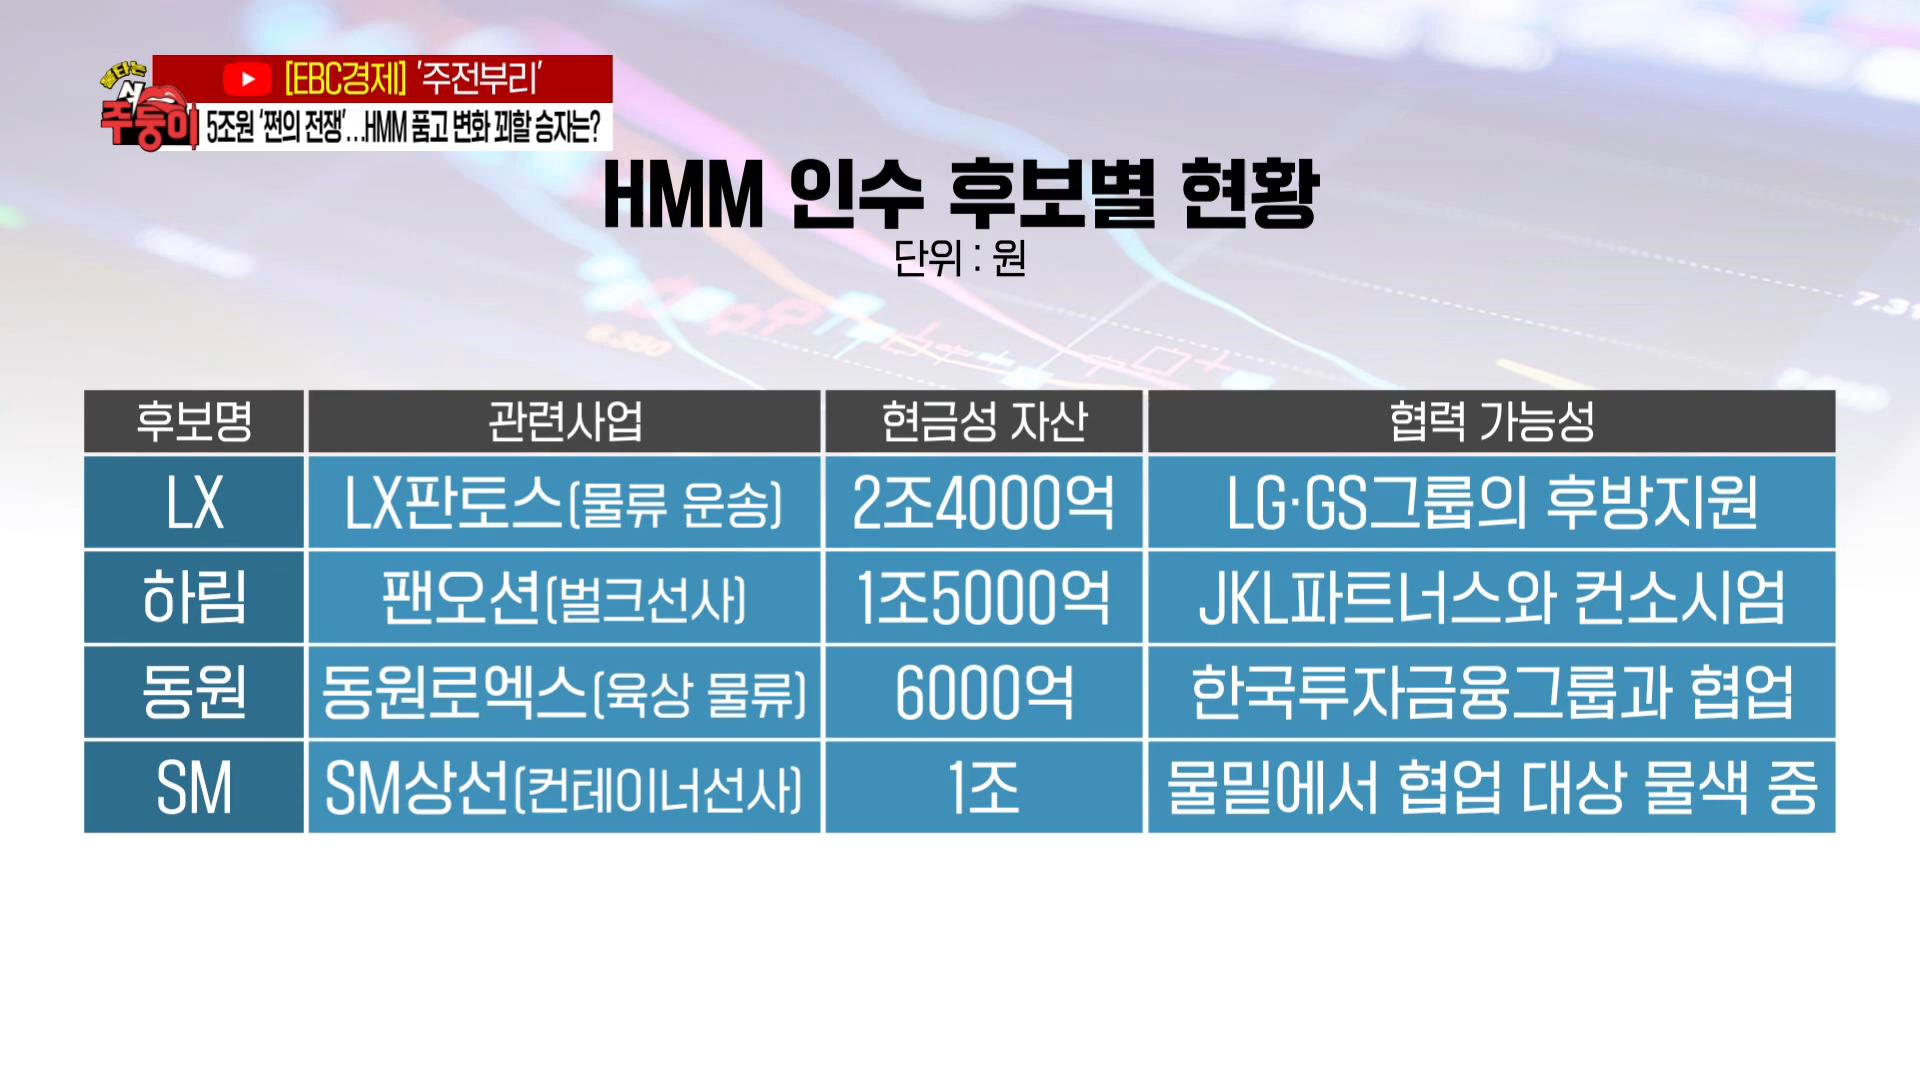 불타는
주둥이
[EBC경제] '주전부리'
5조원 '쩐의 전쟁'...HMM 품고 변화 꾀할 승자는?
HMM 인수 후보별 현황
단위 : 원
6.350
7.31
후보명 관련사업 현금성 자산 협력 가능성
LX LX판토스(물류 운송) 2조4000억 LG·GS그룹의 후방지원
하림 팬오션(벌크선사) 1조5000억 JKL파트너스와 컨소시엄
동원 동원로엑스(육상 물류) 6000억 한국투자금융그룹과 협업
SM SM상선(컨테이너선사) 1조 물밑에서 협업 대상 물색 중